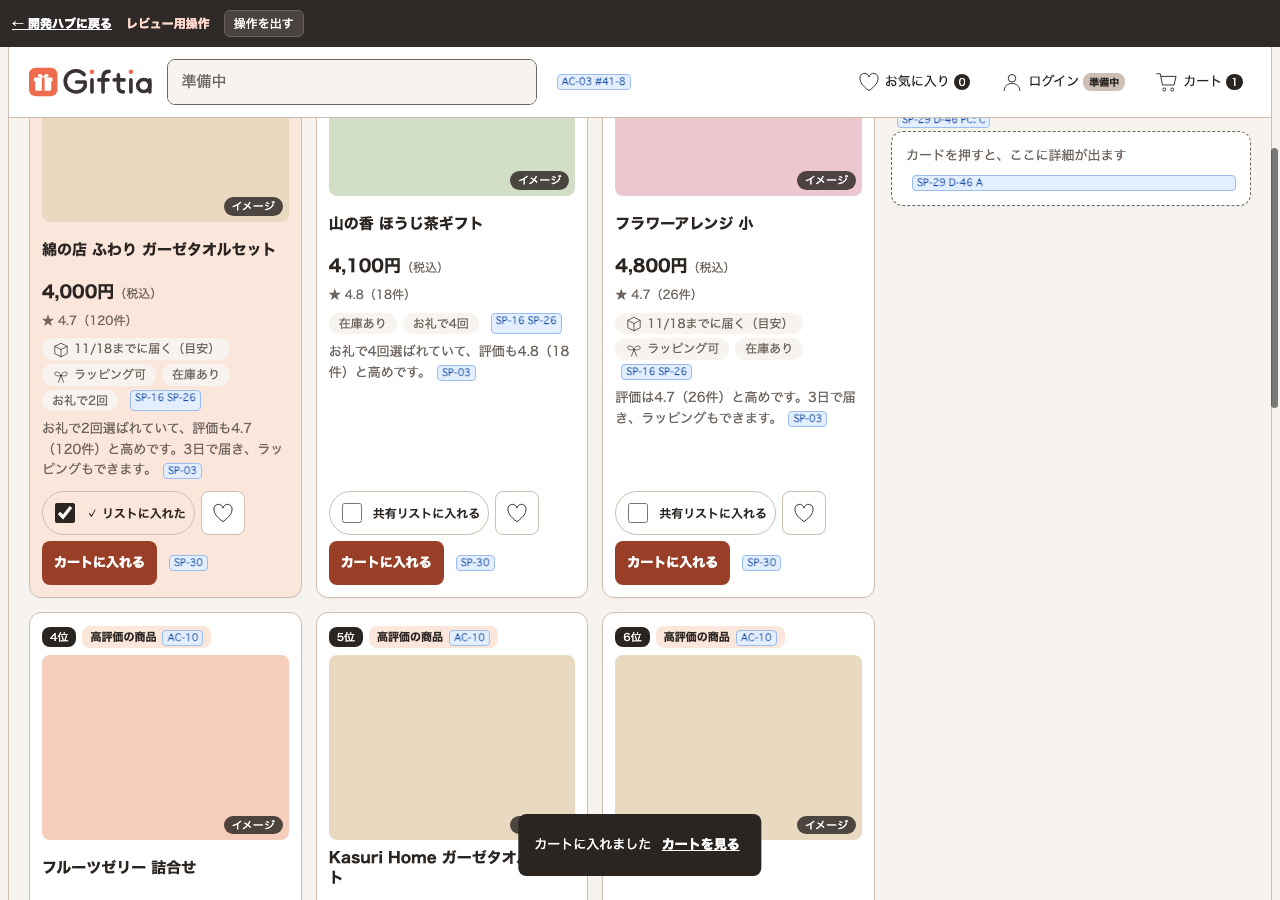 ← 開発ハブに戻る レビュー用操作 操作を出す
Giftia 準備中 AC-03 #41-8 お気に入り 0 ログイン 準備中 カート 1
SP-29 D-46 PC: C
カードを押すと、ここに詳細が出ます
SP-29 D-46 A
イメージ
綿の店 ふわり ガーゼタオルセット
4,000円（税込）
★ 4.7（120件）
11/18までに届く（目安）
ラッピング可 在庫あり
お礼で2回 SP-16 SP-26
お礼で2回選ばれていて、評価も4.7
（120件）と高めです。3日で届き、ラッ
ピングもできます。 SP-03
✓ リストに入れた
カートに入れる SP-30
イメージ
山の香 ほうじ茶ギフト
4,100円（税込）
★ 4.8（18件）
在庫あり お礼で4回 SP-16 SP-26
お礼で4回選ばれていて、評価も4.8（18
件）と高めです。 SP-03
共有リストに入れる
カートに入れる SP-30
イメージ
フラワーアレンジ 小
4,800円（税込）
★ 4.7（26件）
11/18までに届く（目安）
ラッピング可 在庫あり
SP-16 SP-26
評価は4.7（26件）と高めです。3日で届
き、ラッピングもできます。 SP-03
共有リストに入れる
カートに入れる SP-30
4位 高評価の商品 AC-10
イメージ
フルーツゼリー 詰合せ
5位 高評価の商品 AC-10
Kasuri Home ガーゼタオ
ト
6位 高評価の商品 AC-10
イメージ
カートに入れました カートを見る